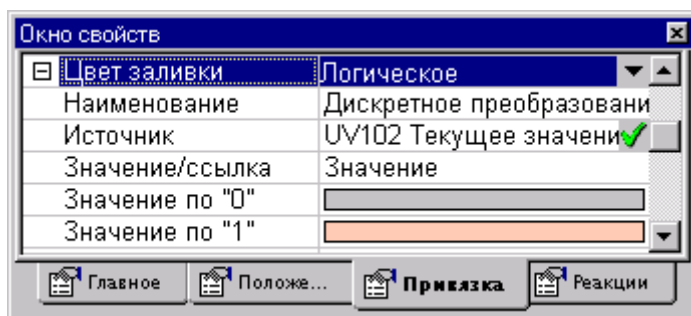 Окно свойств
Цвет заливки Логическое
Наименование Дискретное преобразовани
Источник UV102 Текущее значени
Значение/ссылка Значение
Значение по "0"
Значение по "1"
Главное Положе... Привязка Реакции